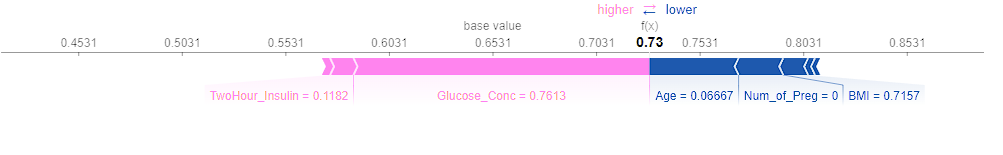 higher ⇄ lower
base value f(x)
0.4531 0.5031 0.5531 0.6031 0.6531 0.7031 0.73 0.7531 0.8031 0.8531
TwoHour_Insulin = 0.1182 Glucose_Conc = 0.7613 Age = 0.06667 Num_of_Preg = 0 BMI = 0.7157